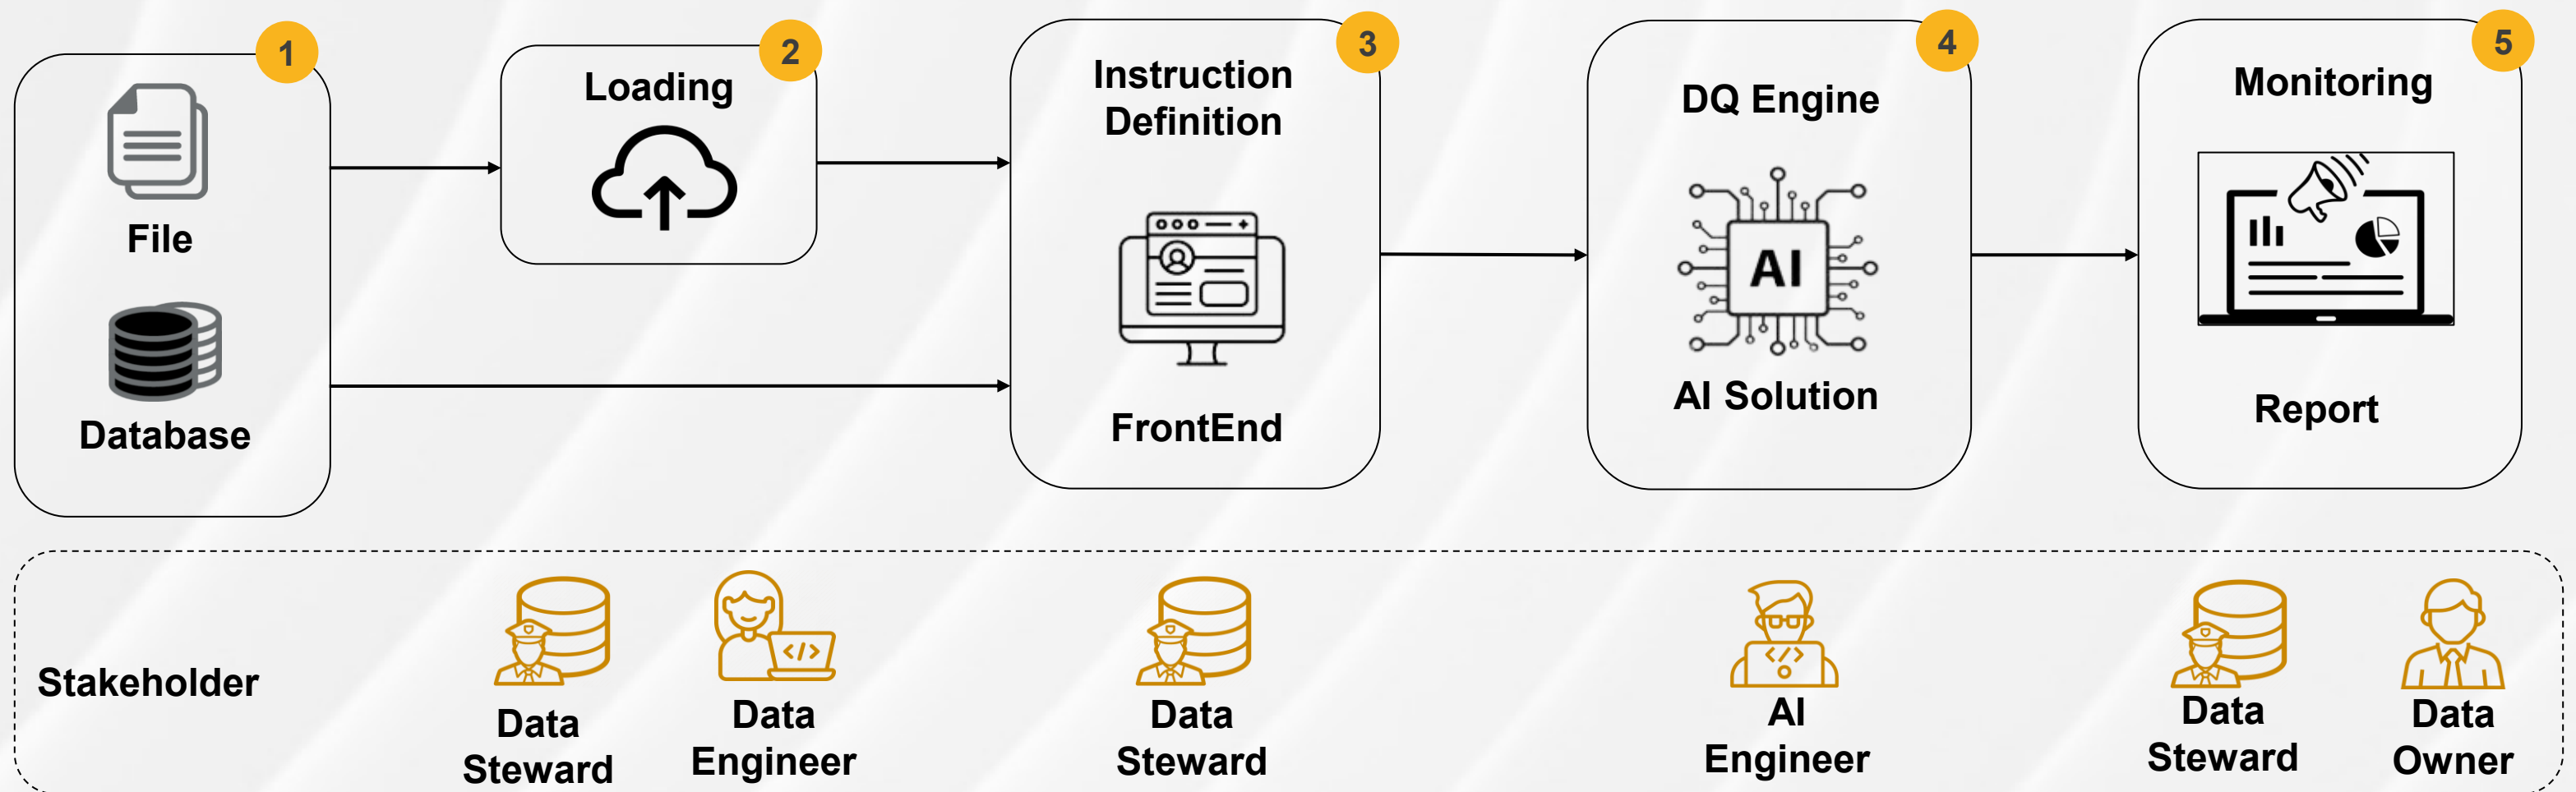 1
File
Database
2
Loading
3
Instruction
Definition
FrontEnd
4
DQ Engine
AI
AI Solution
5
Monitoring
Report
Stakeholder
Data
Steward
</>
Data
Engineer
Data
Steward
</>
AI
Engineer
Data
Steward
Data
Owner